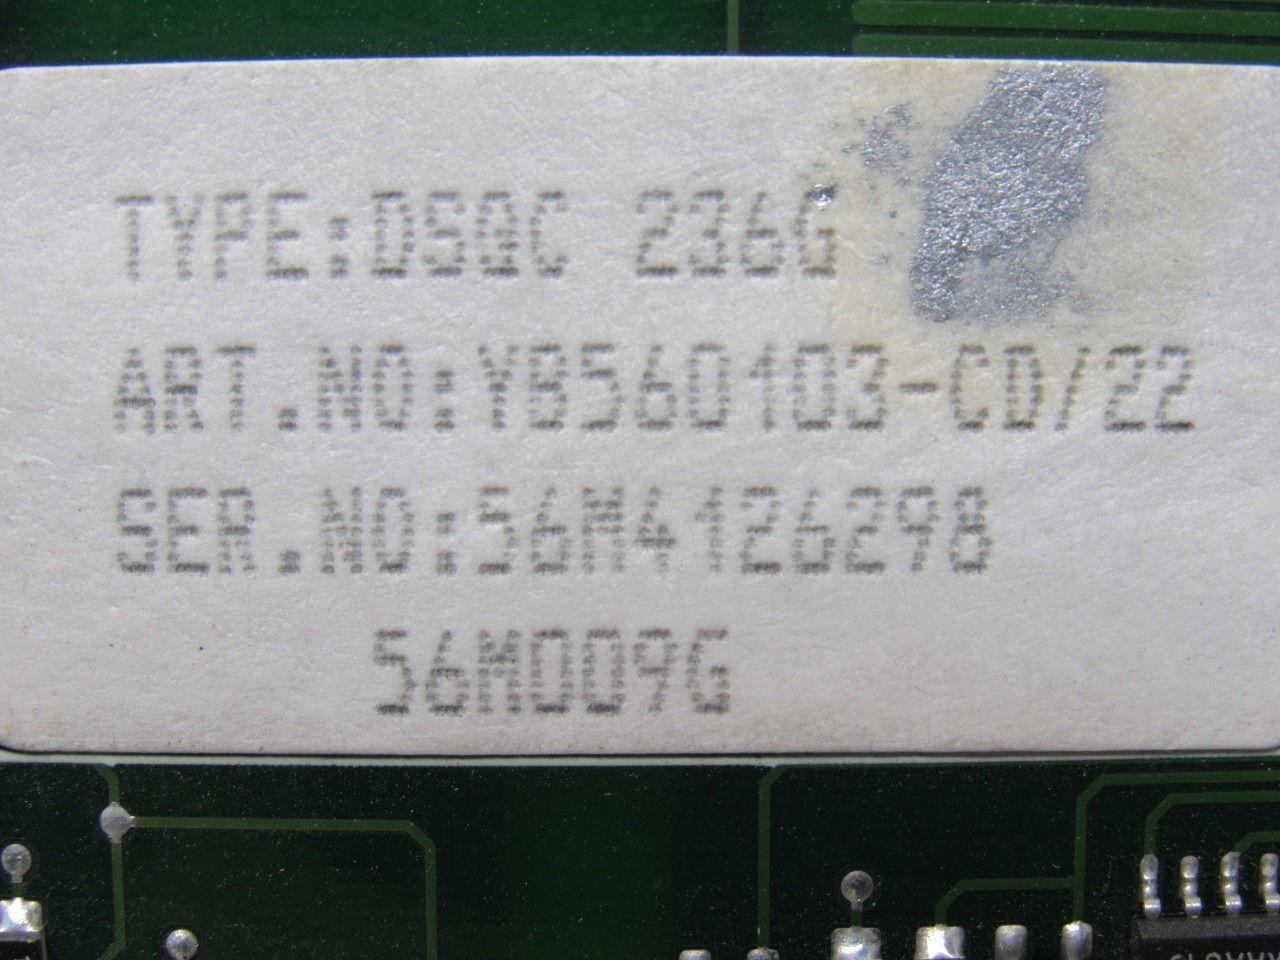 TYPE:DSQC 236G
ART.NO:YB560103-CD/22
SER.NO:56M4126298
56M009G